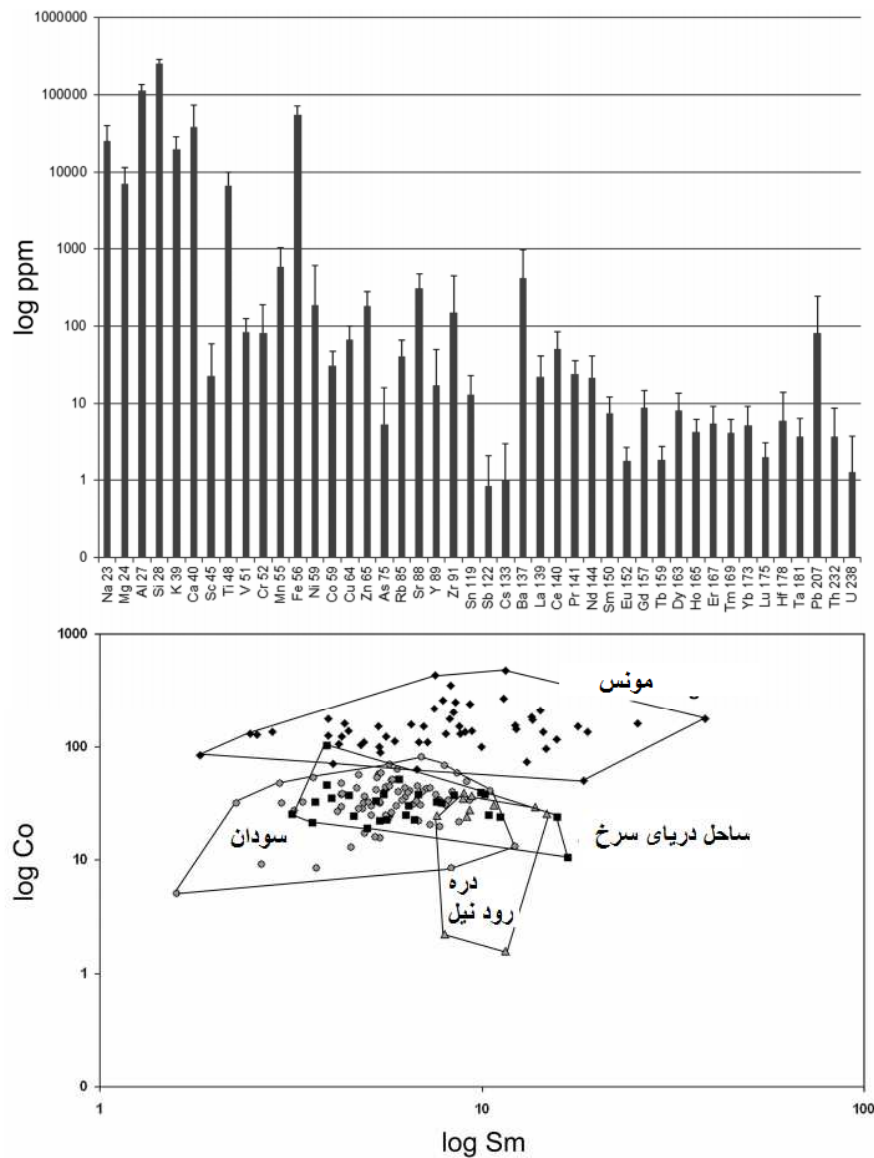 1000000
100000
10000
1000
100
10
1
0
log ppm
Na 23
Mg 24
Al 27
Si 28
K 39
Ca 40
Sc 45
Ti 48
V 51
Cr 52
Mn 55
Fe 56
Ni 59
Co 59
Cu 64
Zn 65
As 75
Rb 85
Sr 88
Y 89
Zr 91
Sn 119
Sb 122
Cs 133
Ba 137
La 139
Ce 140
Pr 141
Nd 144
Sm 150
Eu 152
Gd 157
Tb 159
Dy 163
Ho 165
Er 167
Tm 169
Yb 173
Lu 175
Hf 178
Ta 181
Pb 207
Th 232
U 238
1000
100
10
1
0
log Co
مونس
سودان
ساحل دریای سرخ
دره
رود نیل
1
10
100
log Sm